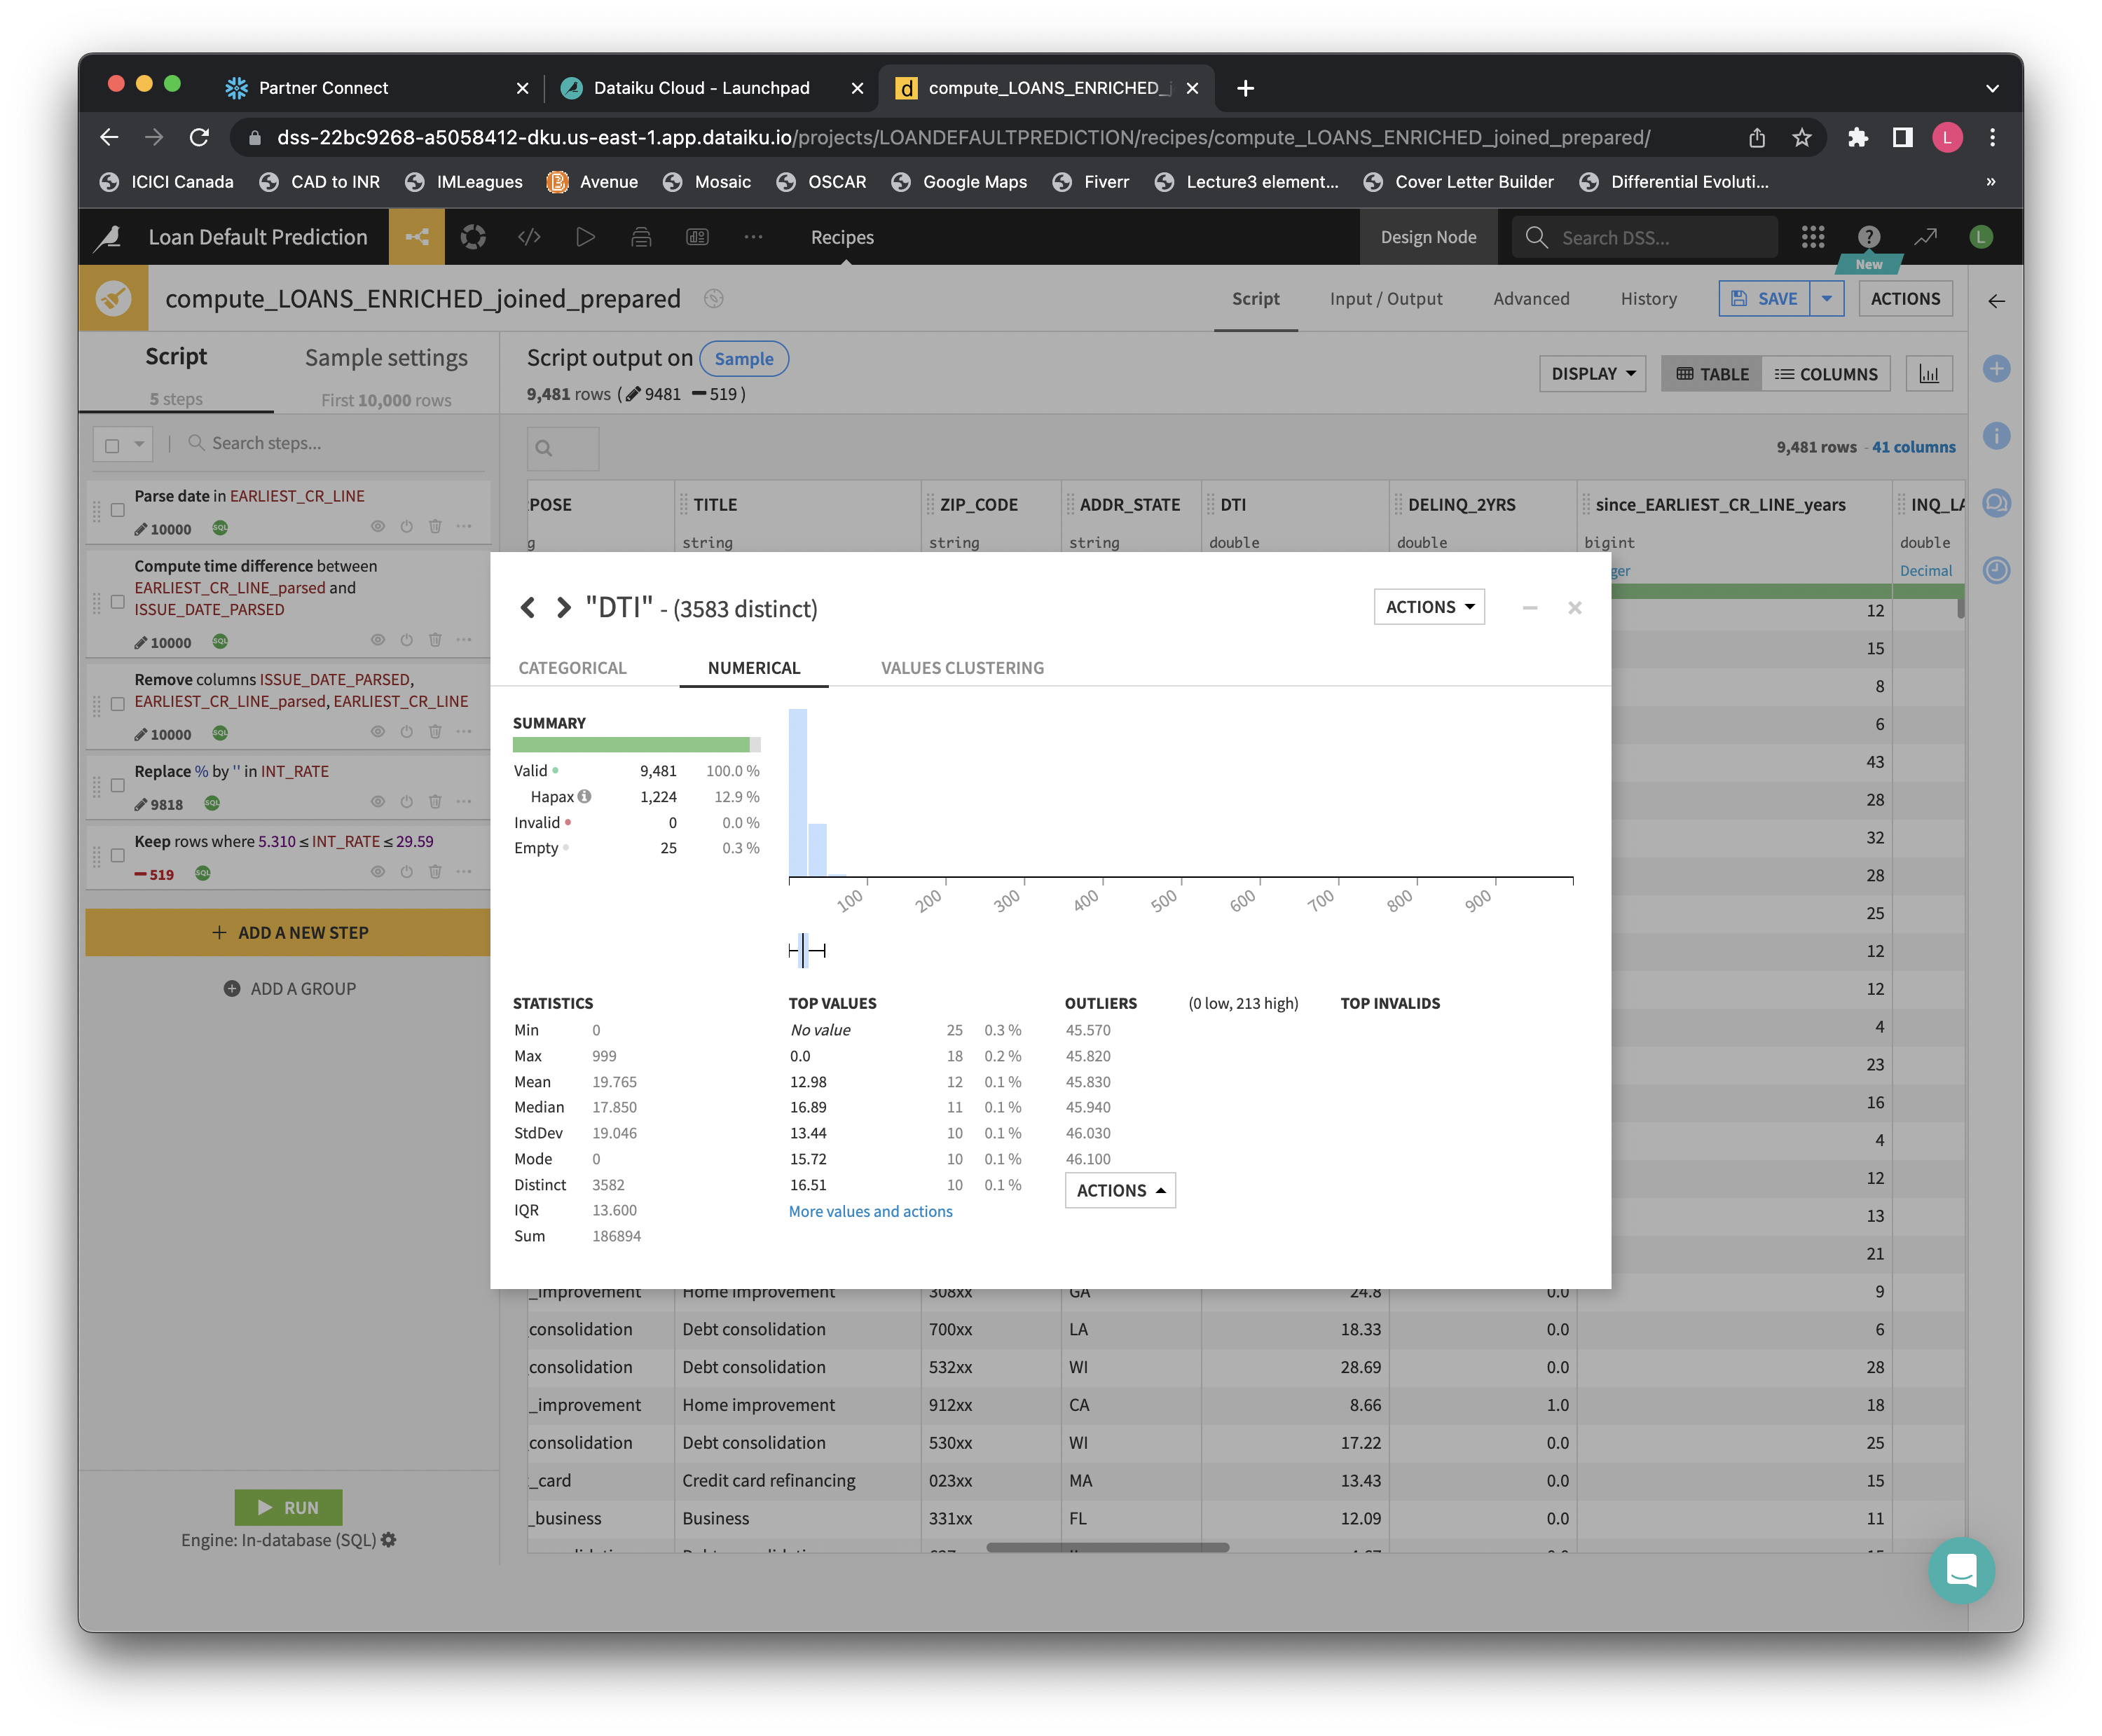 Partner Connect
Dataiku Cloud - Launchpad
compute_LOANS_ENRICHED_j
dss-22bc9268-a5058412-dku.us-east-1.app.dataiku.io/projects/LOANDEFAULTPREDICTION/recipes/compute_LOANS_ENRICHED_joined_prepared/
L
ICICI Canada CAD to INR IMLeagues Avenue Mosaic OSCAR Google Maps Fiverr Lecture3 element... Cover Letter Builder Differential Evoluti... »
Loan Default Prediction Recipes Design Node Search DSS... L
New
compute_LOANS_ENRICHED_joined_prepared Script Input / Output Advanced History SAVE ACTIONS
Script Sample settings
5 steps First 10,000 rows
Script output on Sample
9,481 rows ( 9481 519 )
DISPLAY TABLE COLUMNS
Search steps...
9,481 rows - 41 columns
Parse date in EARLIEST_CR_LINE
10000 SQL
Compute time difference between
EARLIEST_CR_LINE_parsed and
ISSUE_DATE_PARSED
10000 SQL
Remove columns ISSUE_DATE_PARSED,
EARLIEST_CR_LINE_parsed, EARLIEST_CR_LINE
10000 SQL
Replace % by '' in INT_RATE
9818 SQL
Keep rows where 5.310 ≤ INT_RATE ≤ 29.59
519 SQL
+ ADD A NEW STEP
ADD A GROUP
RUN
Engine: In-database (SQL)
POSE TITLE ZIP_CODE ADDR_STATE DTI DELINQ_2YRS since_EARLIEST_CR_LINE_years INQ_LA
g string string string double double bigint double
ger Decimal
"DTI" - (3583 distinct) ACTIONS
CATEGORICAL NUMERICAL VALUES CLUSTERING
SUMMARY
Valid 9,481 100.0 %
Hapax 1,224 12.9 %
Invalid 0 0.0 %
Empty 25 0.3 %
100 200 300 400 500 600 700 800 900
STATISTICS
Min 0
Max 999
Mean 19.765
Median 17.850
StdDev 19.046
Mode 0
Distinct 3582
IQR 13.600
Sum 186894
TOP VALUES
No value 25 0.3 %
0.0 18 0.2 %
12.98 12 0.1 %
16.89 11 0.1 %
13.44 10 0.1 %
15.72 10 0.1 %
16.51 10 0.1 %
More values and actions
OUTLIERS (0 low, 213 high)
45.570
45.820
45.830
45.940
46.030
46.100
ACTIONS
TOP INVALIDS
12
15
8
6
43
28
32
28
25
12
12
4
23
16
4
12
13
21
_improvement Home improvement 308xx GA 24.8 0.0 9
consolidation Debt consolidation 700xx LA 18.33 0.0 6
consolidation Debt consolidation 532xx WI 28.69 0.0 28
_improvement Home improvement 912xx CA 8.66 1.0 18
consolidation Debt consolidation 530xx WI 17.22 0.0 25
_card Credit card refinancing 023xx MA 13.43 0.0 15
_business Business 331xx FL 12.09 0.0 11